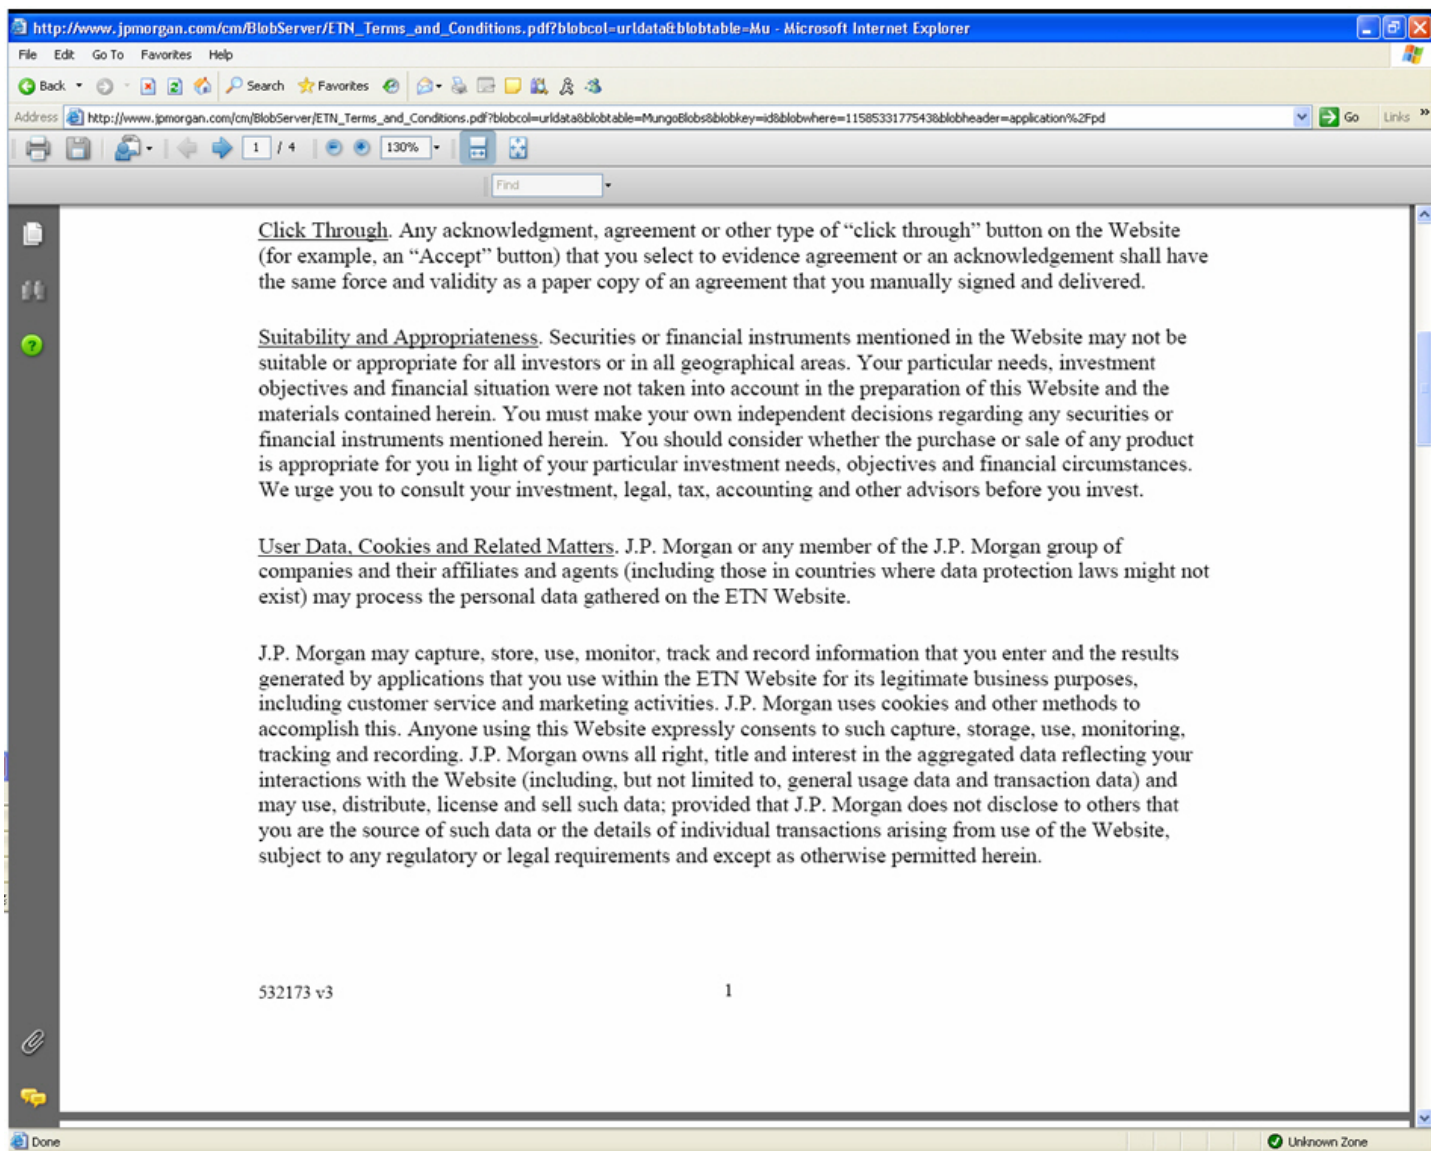 http://www.jpmorgan.com/cm/BlobServer/ETN_Terms_and_Conditions.pdf?blobcol=urldata&blobtable=Mu - Microsoft Internet Explorer
File Edit Go To Favorites Help
Back Search Favorites
Address http://www.jpmorgan.com/cm/BlobServer/ETN_Terms_and_Conditions.pdf?blobcol=urldata&blobtable=MungoBlobs&blobkey=id&blobwhere=1158533177543&blobheader=application%2Fpd Go Links »
1 / 4 130%
Find
Click Through. Any acknowledgment, agreement or other type of “click through” button on the Website
(for example, an “Accept” button) that you select to evidence agreement or an acknowledgement shall have
the same force and validity as a paper copy of an agreement that you manually signed and delivered.
Suitability and Appropriateness. Securities or financial instruments mentioned in the Website may not be
suitable or appropriate for all investors or in all geographical areas. Your particular needs, investment
objectives and financial situation were not taken into account in the preparation of this Website and the
materials contained herein. You must make your own independent decisions regarding any securities or
financial instruments mentioned herein.  You should consider whether the purchase or sale of any product
is appropriate for you in light of your particular investment needs, objectives and financial circumstances.
We urge you to consult your investment, legal, tax, accounting and other advisors before you invest.
User Data, Cookies and Related Matters. J.P. Morgan or any member of the J.P. Morgan group of
companies and their affiliates and agents (including those in countries where data protection laws might not
exist) may process the personal data gathered on the ETN Website.
J.P. Morgan may capture, store, use, monitor, track and record information that you enter and the results
generated by applications that you use within the ETN Website for its legitimate business purposes,
including customer service and marketing activities. J.P. Morgan uses cookies and other methods to
accomplish this. Anyone using this Website expressly consents to such capture, storage, use, monitoring,
tracking and recording. J.P. Morgan owns all right, title and interest in the aggregated data reflecting your
interactions with the Website (including, but not limited to, general usage data and transaction data) and
may use, distribute, license and sell such data; provided that J.P. Morgan does not disclose to others that
you are the source of such data or the details of individual transactions arising from use of the Website,
subject to any regulatory or legal requirements and except as otherwise permitted herein.
532173 v3 1
Done Unknown Zone